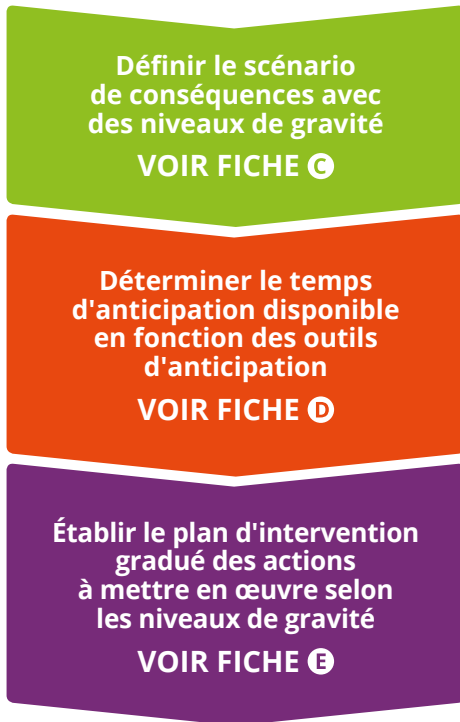 Définir le scénario
de conséquences avec
des niveaux de gravité
VOIR FICHE C
Déterminer le temps
d'anticipation disponible
en fonction des outils
d'anticipation
VOIR FICHE D
Établir le plan d'intervention
gradué des actions
à mettre en œuvre selon
les niveaux de gravité
VOIR FICHE E